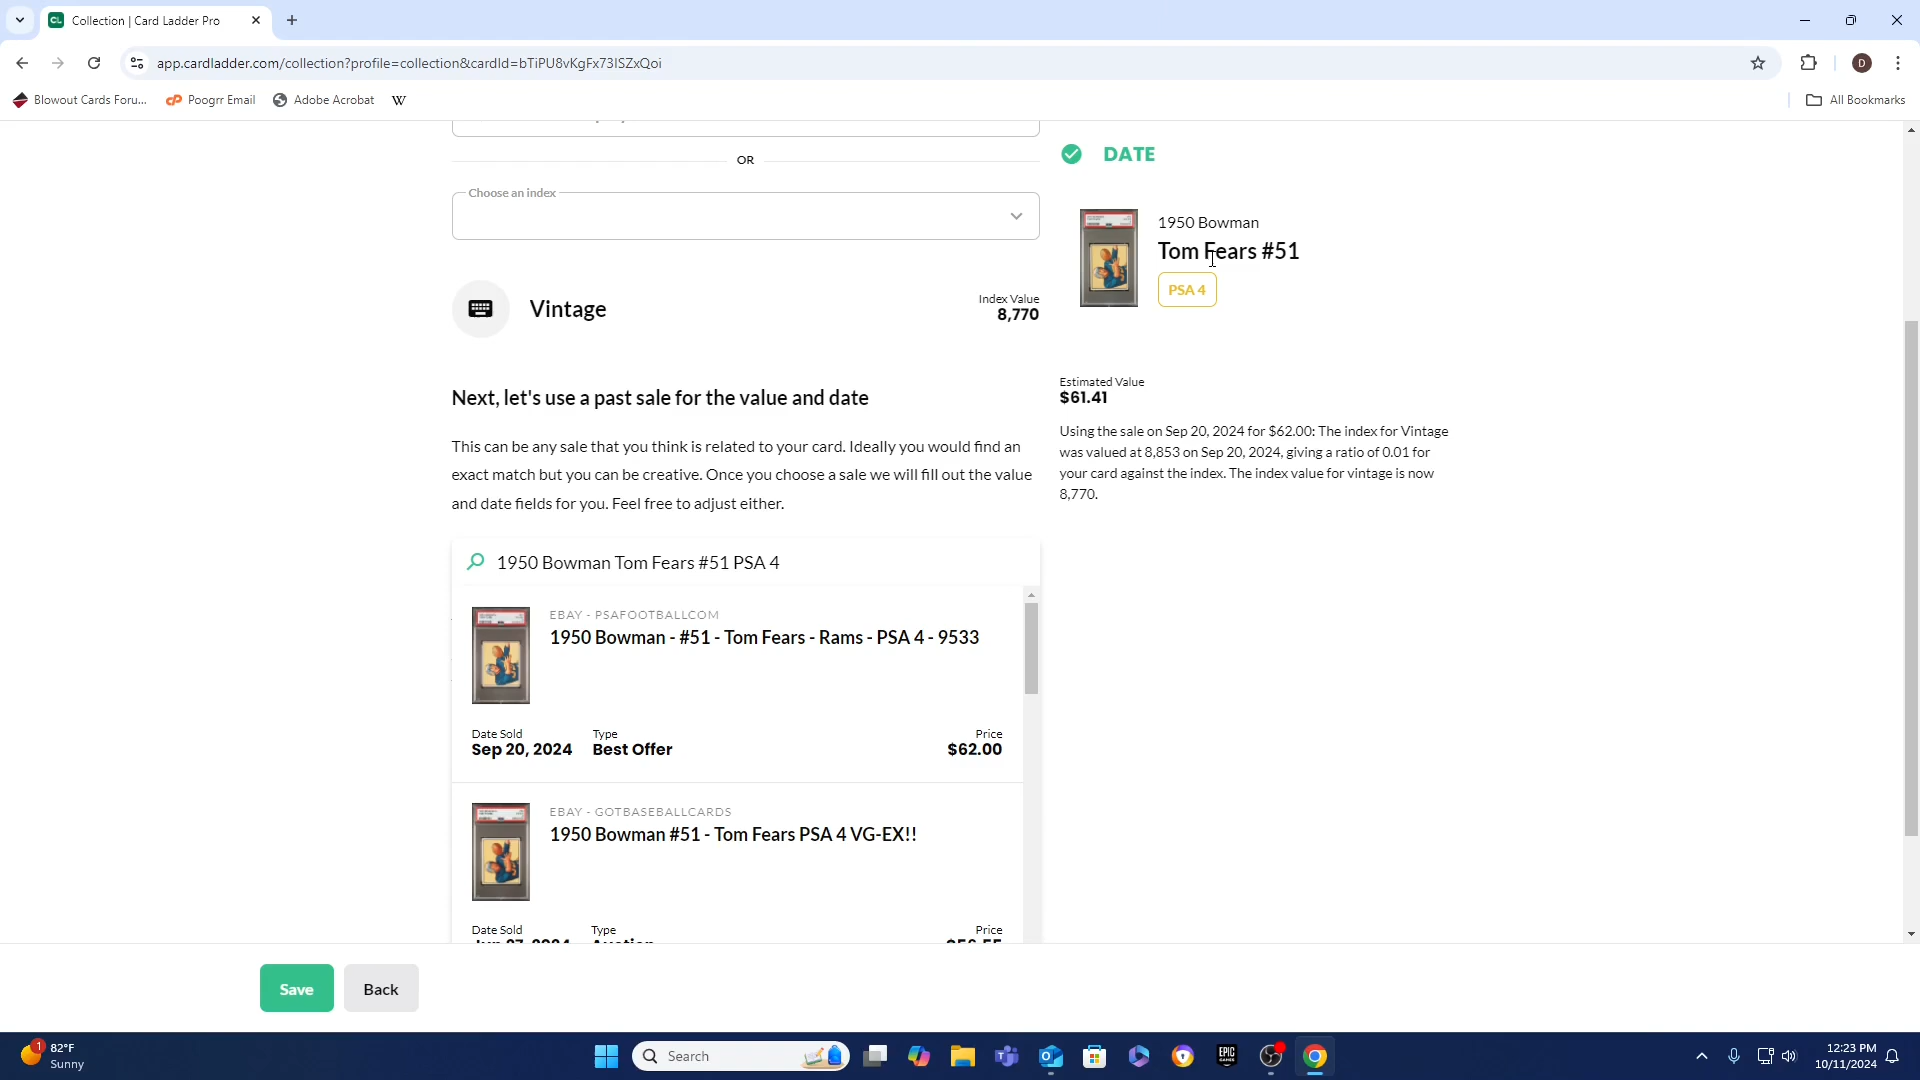 Collection | Card Ladder Pro
app.cardladder.com/collection?profile=collection&cardId=bTiPU8vKgFx73ISZxQoi
D
Blowout Cards Foru...
Poogrr Email
Adobe Acrobat
W
All Bookmarks
OR
Choose an index
Vintage
Index Value
8,770
Next, let's use a past sale for the value and date
This can be any sale that you think is related to your card. Ideally you would find an
exact match but you can be creative. Once you choose a sale we will fill out the value
and date fields for you. Feel free to adjust either.
1950 Bowman Tom Fears #51 PSA 4
EBAY - PSAFOOTBALLCOM
1950 Bowman - #51 - Tom Fears - Rams - PSA 4 - 9533
Date Sold
Sep 20, 2024
Type
Best Offer
Price
$62.00
EBAY - GOTBASEBALLCARDS
1950 Bowman #51 - Tom Fears PSA 4 VG-EX!!
Date Sold
Type
Price
DATE
1950 Bowman
Tom Fears #51
PSA 4
Estimated Value
$61.41
Using the sale on Sep 20, 2024 for $62.00: The index for Vintage
was valued at 8,853 on Sep 20, 2024, giving a ratio of 0.01 for
your card against the index. The index value for vintage is now
8,770.
Save
Back
1
82°F
Sunny
Search
EPIC
12:23 PM
10/11/2024